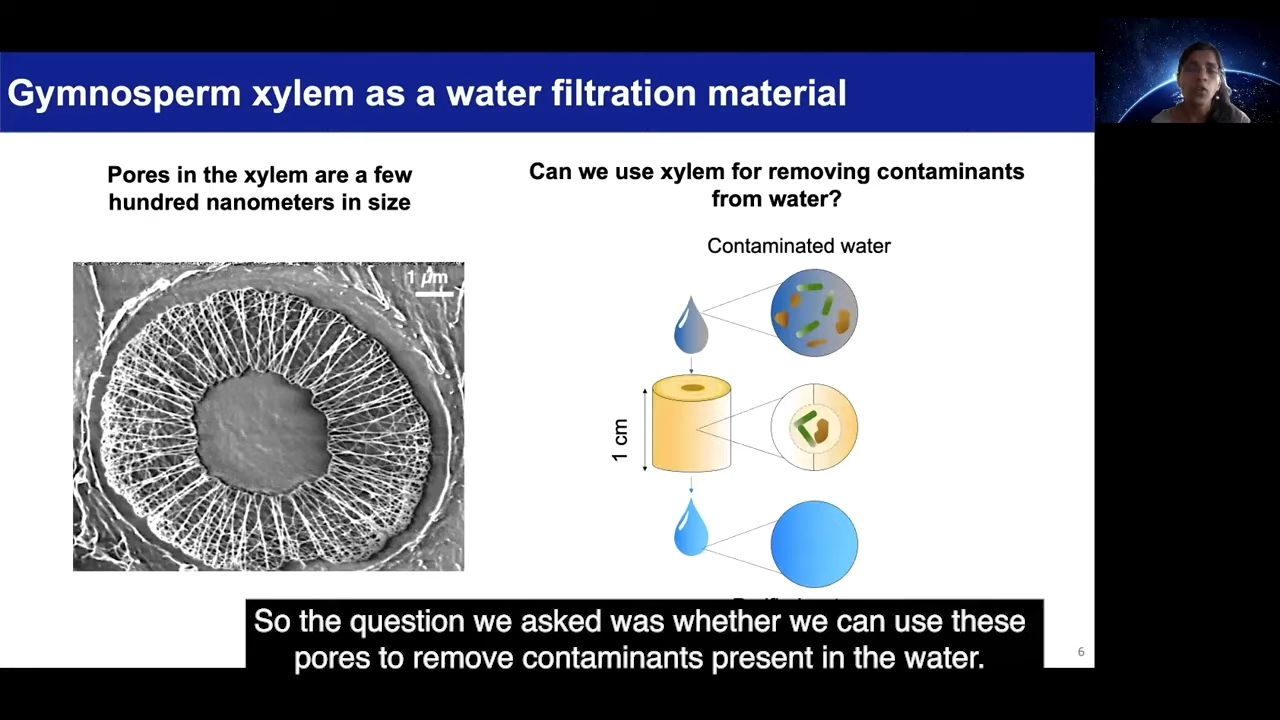 Gymnosperm xylem as a water filtration material
Pores in the xylem are a few
hundred nanometers in size
1 µm
Can we use xylem for removing contaminants
from water?
Contaminated water
1 cm
So the question we asked was whether we can use these
pores to remove contaminants present in the water.
6